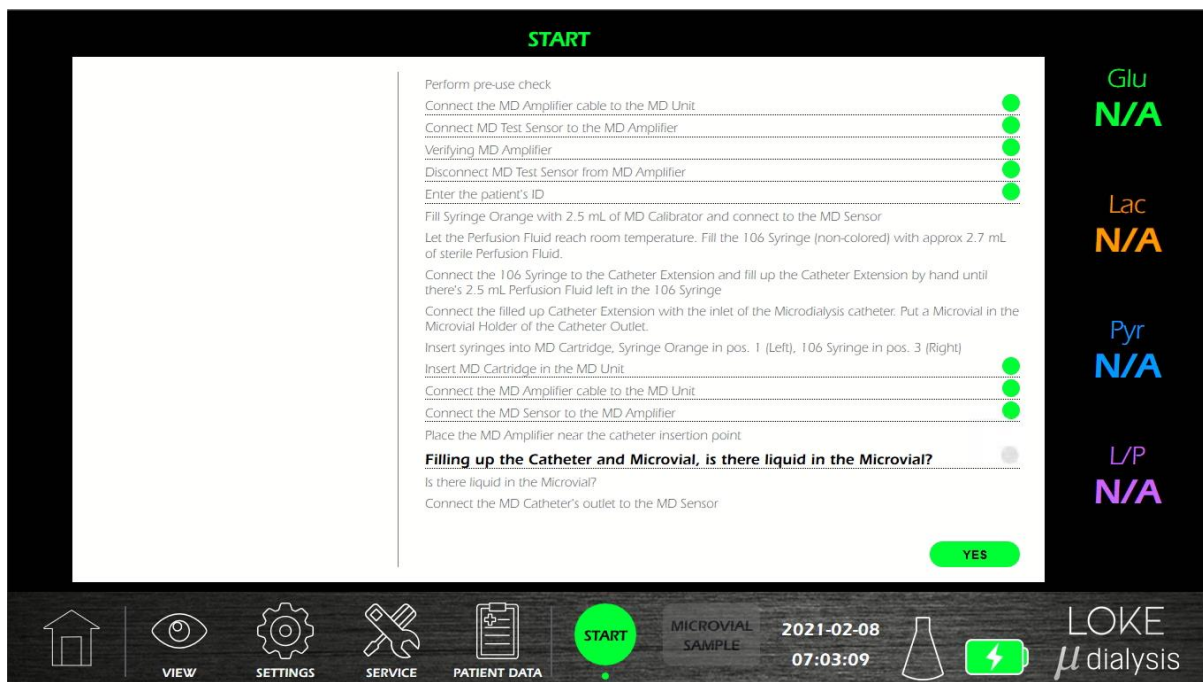 START
Perform pre-use check
Connect the MD Amplifier cable to the MD Unit
Connect MD Test Sensor to the MD Amplifier
Verifying MD Amplifier
Disconnect MD Test Sensor from MD Amplifier
Enter the patient's ID
Fill Syringe Orange with 2.5 mL of MD Calibrator and connect to the MD Sensor
Let the Perfusion Fluid reach room temperature. Fill the 106 Syringe (non-colored) with approx 2.7 mL
of sterile Perfusion Fluid.
Connect the 106 Syringe to the Catheter Extension and fill up the Catheter Extension by hand until
there's 2.5 mL Perfusion Fluid left in the 106 Syringe
Connect the filled up Catheter Extension with the inlet of the Microdialysis catheter. Put a Microvial in the
Microvial Holder of the Catheter Outlet.
Insert syringes into MD Cartridge, Syringe Orange in pos. 1 (Left), 106 Syringe in pos. 3 (Right)
Insert MD Cartridge in the MD Unit
Connect the MD Amplifier cable to the MD Unit
Connect the MD Sensor to the MD Amplifier
Place the MD Amplifier near the catheter insertion point
Filling up the Catheter and Microvial, is there liquid in the Microvial?
Is there liquid in the Microvial?
Connect the MD Catheter's outlet to the MD Sensor
YES
Glu
N/A
Lac
N/A
Pyr
N/A
L/P
N/A
VIEW
SETTINGS
SERVICE
PATIENT DATA
START
MICROVIAL
SAMPLE
2021-02-08
07:03:09
LOKE
μ dialysis